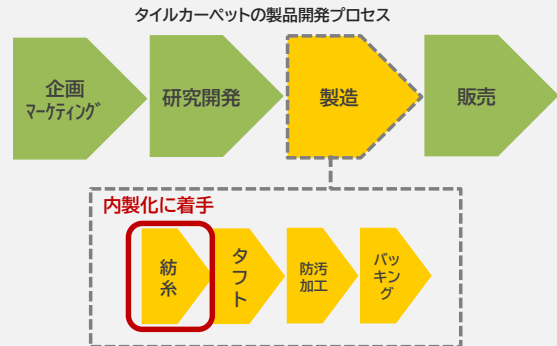 タイルカーペットの製品開発プロセス
企画
マーケティング
研究開発
製造
販売
内製化に着手
紡
糸
タ
フ
ト
防汚
加工
バッ
キン
グ